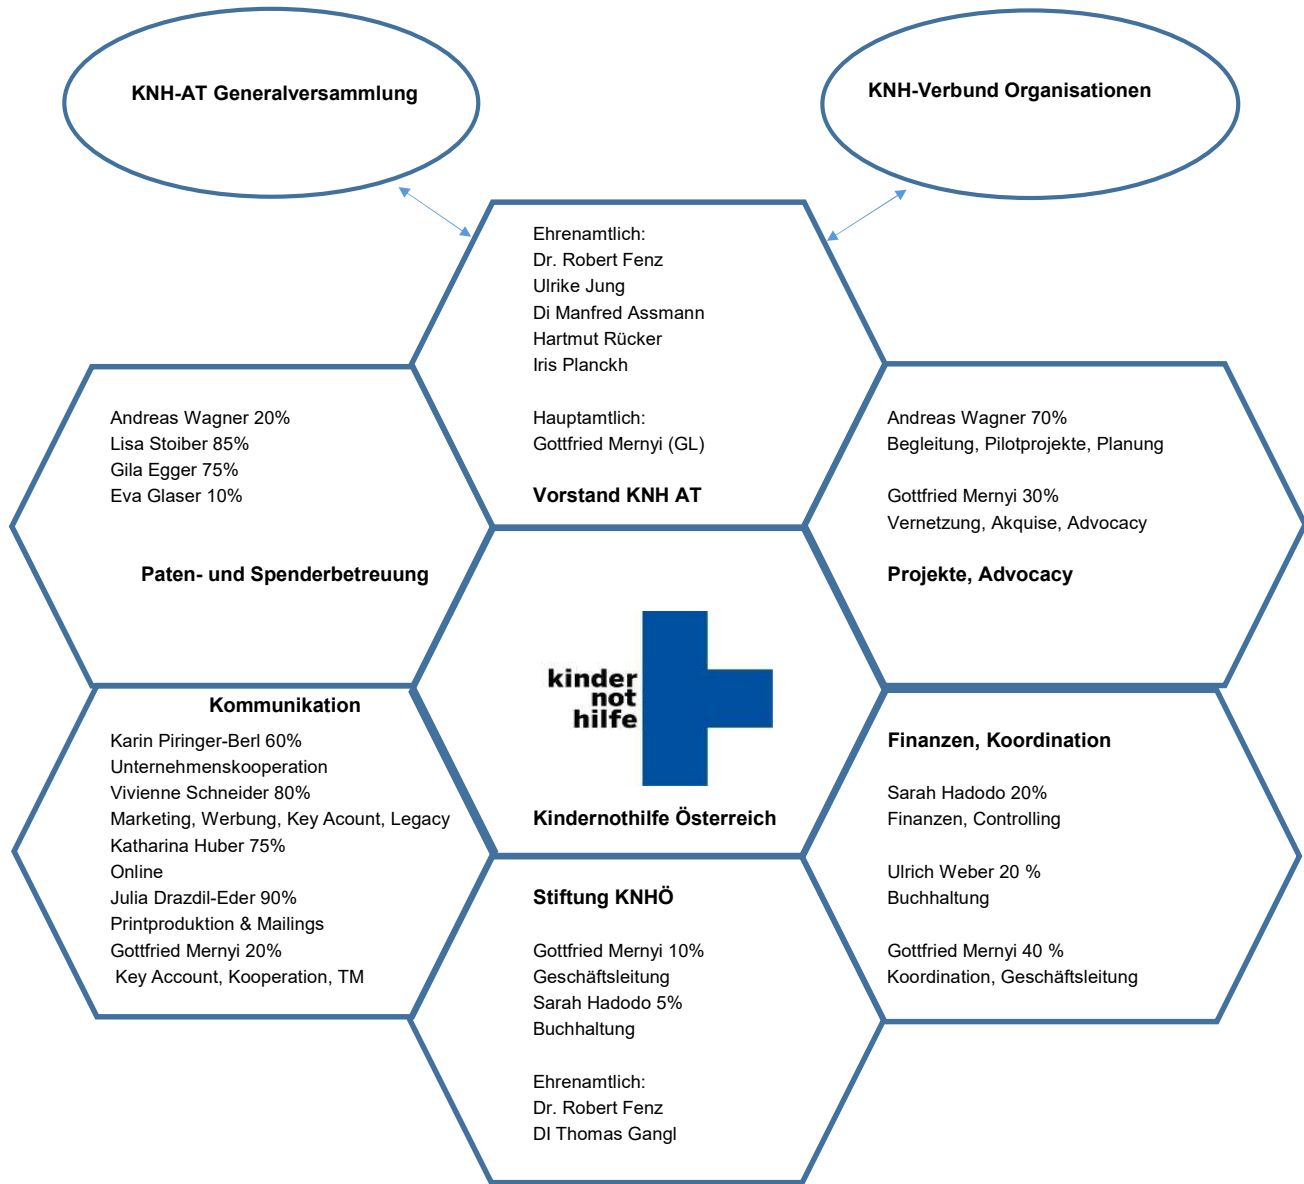 KNH-AT Generalversammlung
KNH-Verbund Organisationen
Ehrenamtlich:
Dr. Robert Fenz
Ulrike Jung
Di Manfred Assmann
Hartmut Rücker
Iris Planckh
Hauptamtlich:
Gottfried Mernyi (GL)
Vorstand KNH AT
Andreas Wagner 20%
Lisa Stoiber 85%
Gila Egger 75%
Eva Glaser 10%
Paten- und Spenderbetreuung
Andreas Wagner 70%
Begleitung, Pilotprojekte, Planung
Gottfried Mernyi 30%
Vernetzung, Akquise, Advocacy
Projekte, Advocacy
kinder
not
hilfe
Kindernothilfe Österreich
Kommunikation
Karin Piringer-Berl 60%
Unternehmenskooperation
Vivienne Schneider 80%
Marketing, Werbung, Key Acount, Legacy
Katharina Huber 75%
Online
Julia Drazdil-Eder 90%
Printproduktion & Mailings
Gottfried Mernyi 20%
Key Account, Kooperation, TM
Finanzen, Koordination
Sarah Hadodo 20%
Finanzen, Controlling
Ulrich Weber 20 %
Buchhaltung
Gottfried Mernyi 40 %
Koordination, Geschäftsleitung
Stiftung KNHÖ
Gottfried Mernyi 10%
Geschäftsleitung
Sarah Hadodo 5%
Buchhaltung
Ehrenamtlich:
Dr. Robert Fenz
DI Thomas Gangl